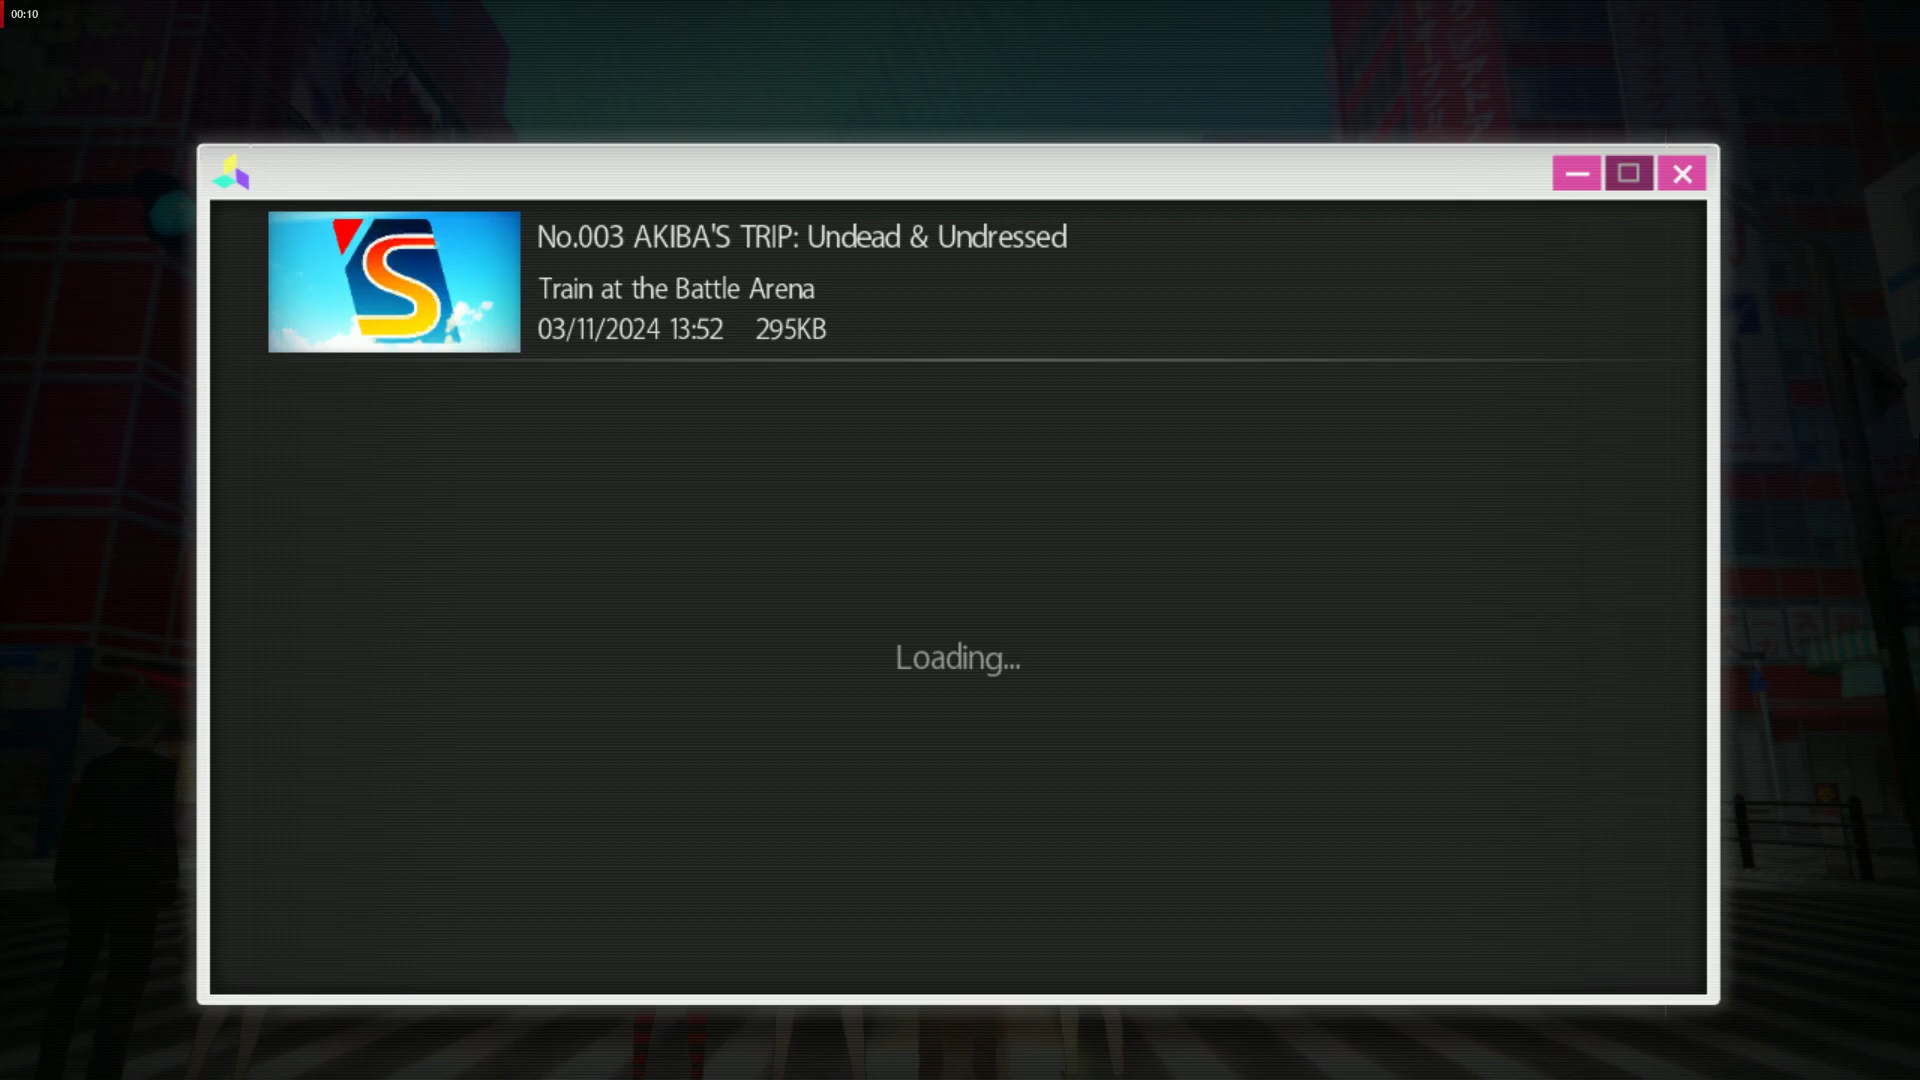 00:10
No.003 AKIBA'S TRIP: Undead & Undressed
Train at the Battle Arena
03/11/2024 13:52 295KB
S
Loading...